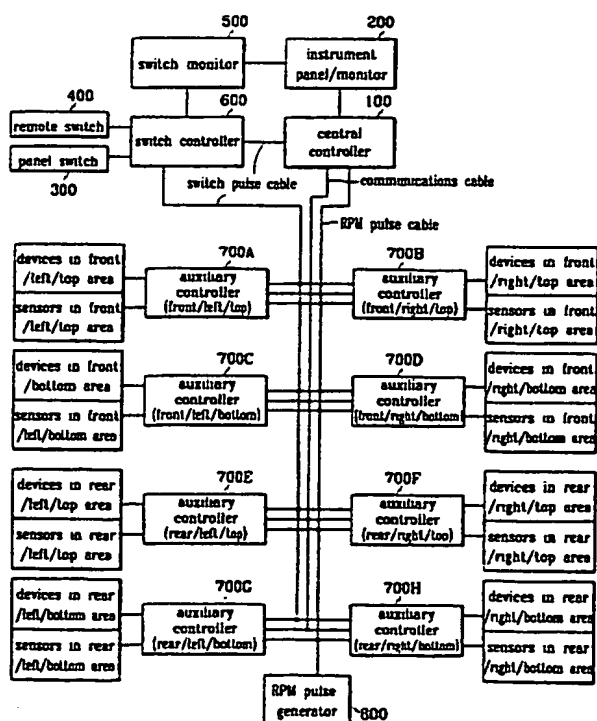 500
200
switch monitor
instrument
panel/monitor
400
600
100
remote switch
switch controller
central
controller
panel switch
300
switch pulse cable
communications cable
RPM pulse cable
700A
700B
devices in front
/left/top area
sensors in front
/left/top area
auxiliary
controller
(front/left/top)
auxiliary
controller
(front/right/top)
devices in front
/right/top area
sensors in front
/right/top area
700C
700D
devices in front
/bottom area
sensors in front
/left/bottom area
auxiliary
controller
(front/left/bottom)
auxiliary
controller
(front/right/bottom)
devices in front
/right/bottom area
sensors in front
/right/bottom area
700E
700F
devices in rear
/left/top area
sensors in rear
/left/top area
auxiliary
controller
(rear/left/top)
auxiliary
controller
(rear/right/top)
devices in rear
/right/top area
sensors in rear
/right/top area
700G
700H
devices in rear
/left/bottom area
sensors in rear
/left/bottom area
auxiliary
controller
(rear/left/bottom)
auxiliary
controller
(rear/right/bottom)
devices in rear
/right/bottom area
sensors in rear
/right/bottom area
RPM pulse
generator
800